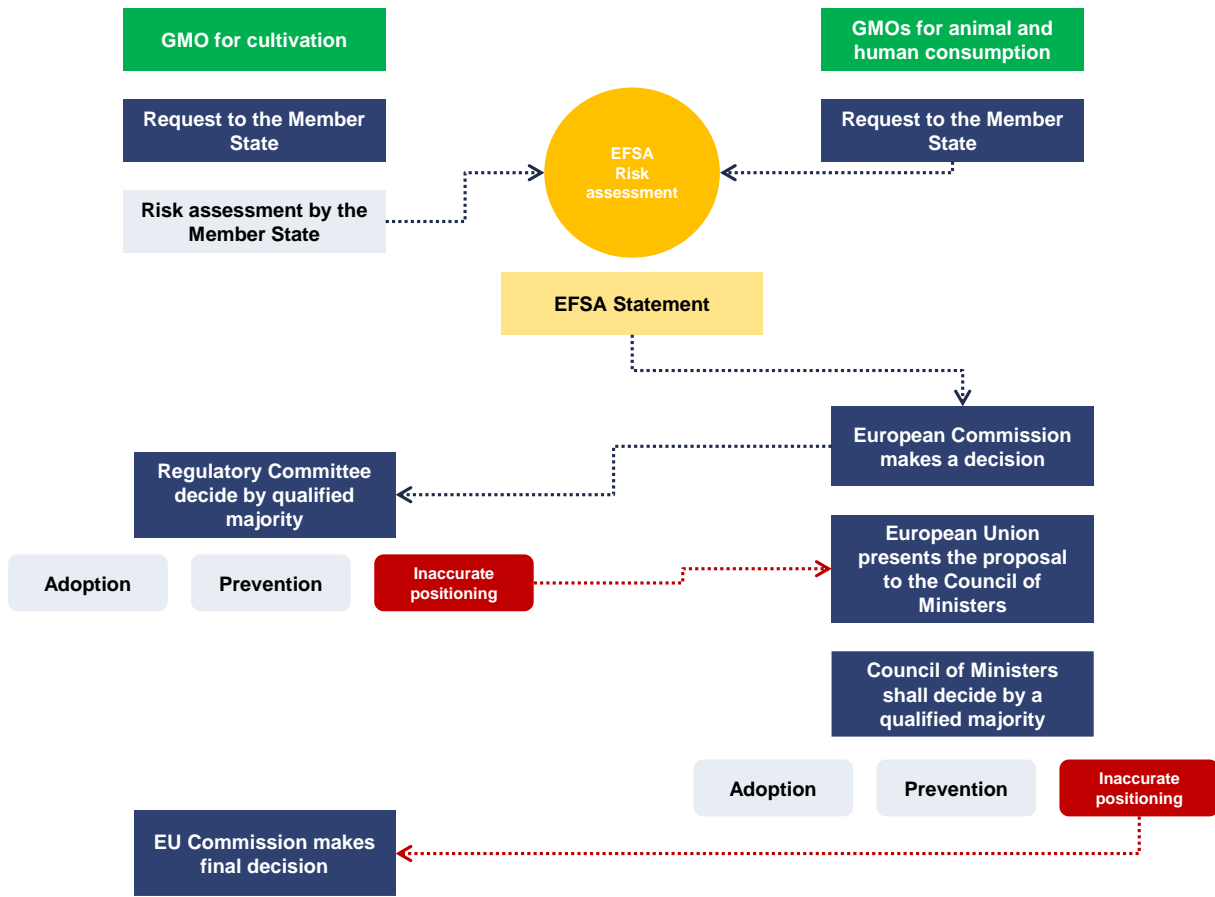 GMO for cultivation
GMOs for animal and
human consumption
Request to the Member
State
Request to the Member
State
EFSA
Risk
assessment
Risk assessment by the
Member State
EFSA Statement
European Commission
makes a decision
Regulatory Committee
decide by qualified
majority
Adoption
Prevention
Inaccurate
positioning
European Union
presents the proposal
to the Council of
Ministers
Council of Ministers
shall decide by a
qualified majority
Adoption
Prevention
Inaccurate
positioning
EU Commission makes
final decision